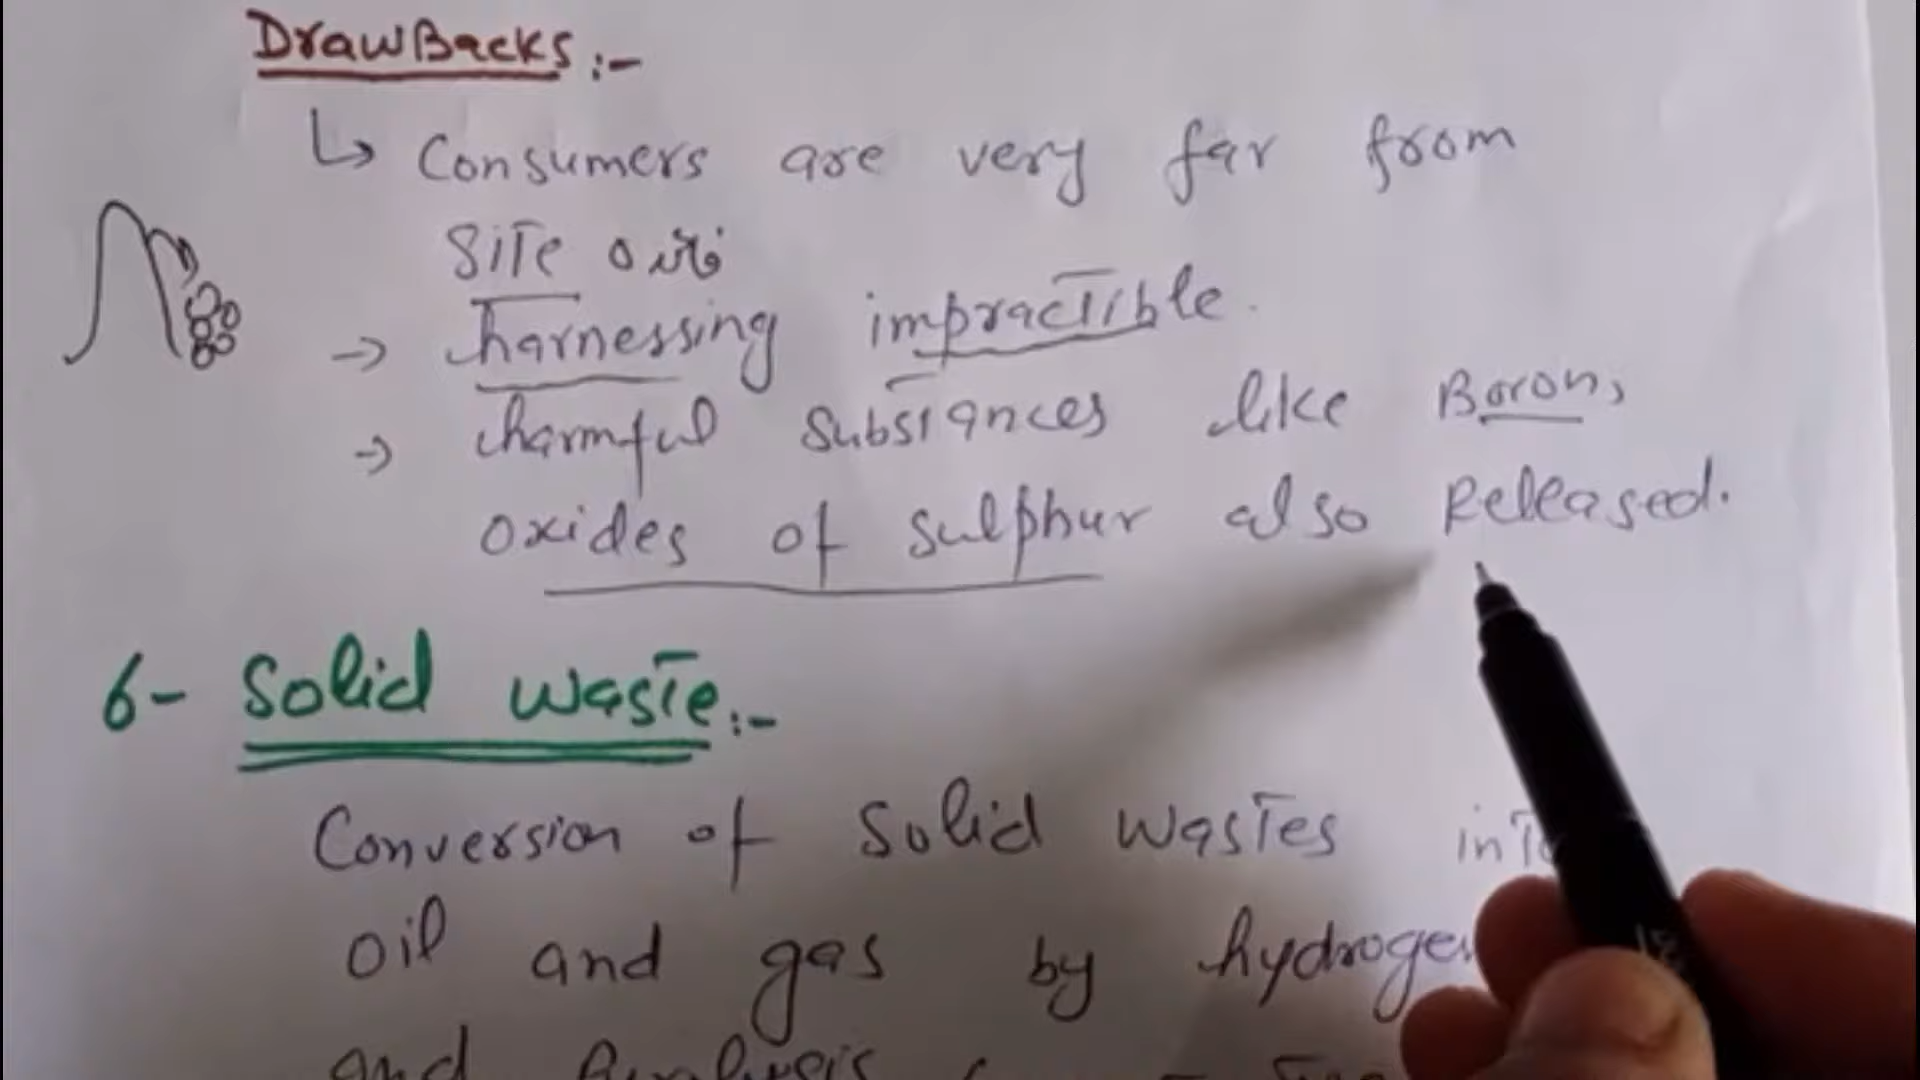 DrawBacks:-
↳ Consumers are very far from
Site
→ harnessing impractible.
→ harmful substances like Boron,
oxides of sulphur also Released.
6- Solid waste:-
Conversion of Solid wastes into
oil and gas by hydrogen
and